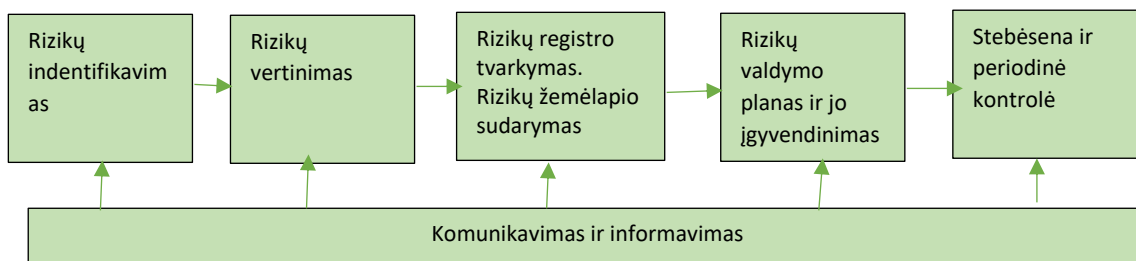 Rizikų
indentifikavim
as
Rizikų
vertinimas
Rizikų registro
tvarkymas.
Rizikų žemėlapio
sudarymas
Rizikų
valdymo
planas ir jo
įgyvendinimas
Stebėsena ir
periodinė
kontrolė
Komunikavimas ir informavimas